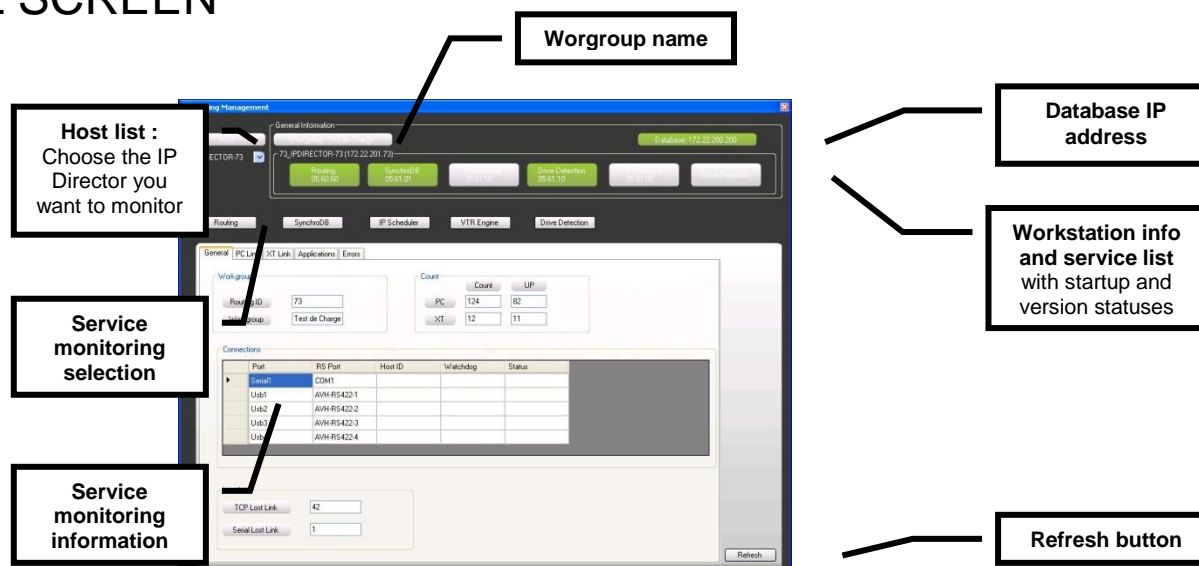 SCREEN
Worgroup name
Host list :
Choose the IP
Director you
want to monitor
Service
monitoring
selection
Service
monitoring
information
Database IP
address
Workstation info
and service list
with startup and
version statuses
Refresh button
ng Management
General Information
Database: 172.22.200.200
ECTOR-73
73_IPDIRECTOR-73 (172.22.201.73)
Routing
05.60.60
SynchroDB
05.61.01
Drive Detection
05.61.10
Routing SynchroDB IP Scheduler VTR Engine Drive Detection
General PC Link XT Link Applications Errors
Workgroup
Routing ID 73
Workgroup Test de Charge
Count
Count UP
PC 124 82
XT 12 11
Connections
Port RS Port Host ID Watchdog Status
Serial1 COM1
Usb1 AVH-RS422-1
Usb2 AVH-RS422-2
Usb3 AVH-RS422-3
Usb AVH-RS422-4
TCP Lost Link 42
Serial Lost Link 1
Refresh